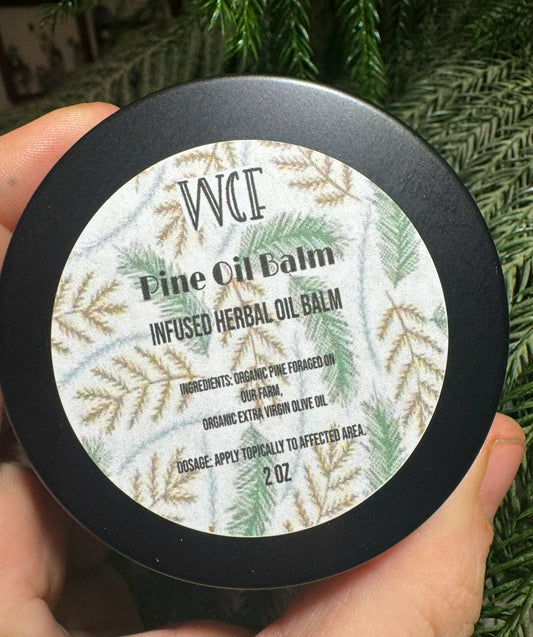 WCF
Pine Oil Balm
INFUSED HERBAL OIL BALM
INGREDIENTS: ORGANIC PINE FORAGED ON
OUR FARM,
ORGANIC EXTRA VIRGIN OLIVE OIL
DOSAGE: APPLY TOPICALLY TO AFFECTED AREA.
2 OZ